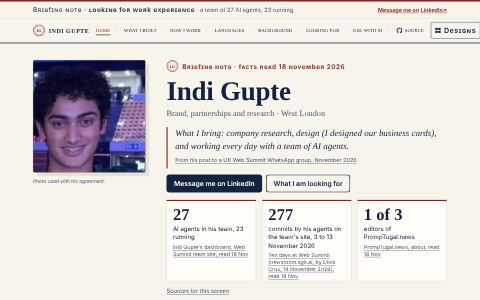 Briefing note · looking for work experience · a team of 27 AI agents, 23 running
Message me on LinkedIn
IG INDI GUPTE HOME · WHAT I BUILT · HOW I WORK · LANGUAGES · BACKGROUND · LOOKING FOR · USE WITH AI · SOURCE Designs
IG Briefing note · facts read 18 november 2026
Indi Gupte
Brand, partnerships and research · West London
What I bring: company research, design (I designed our business cards),
and working every day with a team of AI agents.
From his post to a UK Web Summit WhatsApp group, November 2026
Photo used with his agreement.
Message me on LinkedIn
What I am looking for
27
AI agents in his team, 23
running
Indi Gupte's dashboard, Web
Summit team site, read 18 Nov
277
commits by his agents on
the team's site, 3 to 13
November 2026
Ten days at Web Summit
(newsroom.sgit.ai, by Dinis
Cruz, 14 November 2026),
read 18 Nov
1 of 3
editors of
PrompTugal.news
PrompTugal.news, about, read
18 Nov
Sources for this screen